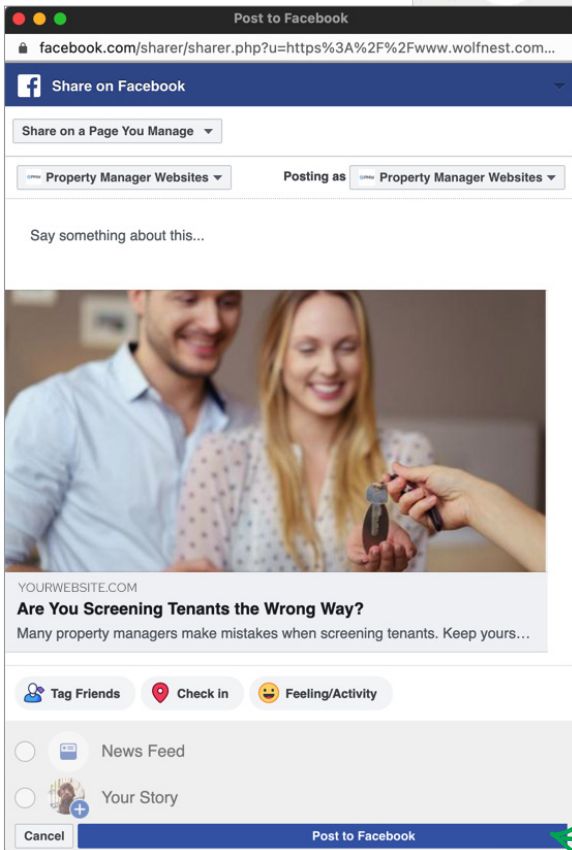 Post to Facebook
facebook.com/sharer/sharer.php?u=https%3A%2F%2Fwww.wolfnest.com...
Share on Facebook
Share on a Page You Manage
Property Manager Websites Posting as Property Manager Websites
Say something about this...
YOURWEBSITE.COM
Are You Screening Tenants the Wrong Way?
Many property managers make mistakes when screening tenants. Keep yours...
Tag Friends Check in Feeling/Activity
News Feed
Your Story
Cancel Post to Facebook